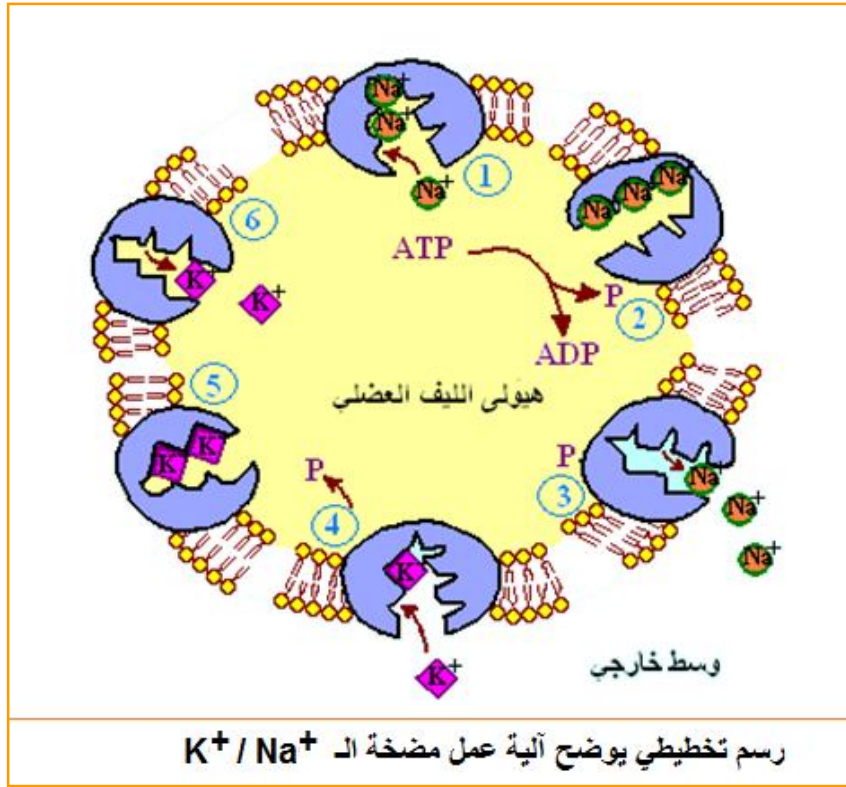 Na⁺
Na⁺
Na⁺
1
Na⁺
Na⁺
Na⁺
ATP
P
2
ADP
6
K⁺
K⁺
هيولى الليف العضلي
5
K
K
P
3
Na⁺
Na⁺
Na⁺
P
4
K
K⁺
وسط خارجي
رسم تخطيطي يوضح آلية عمل مضخة الـ K⁺ / Na⁺